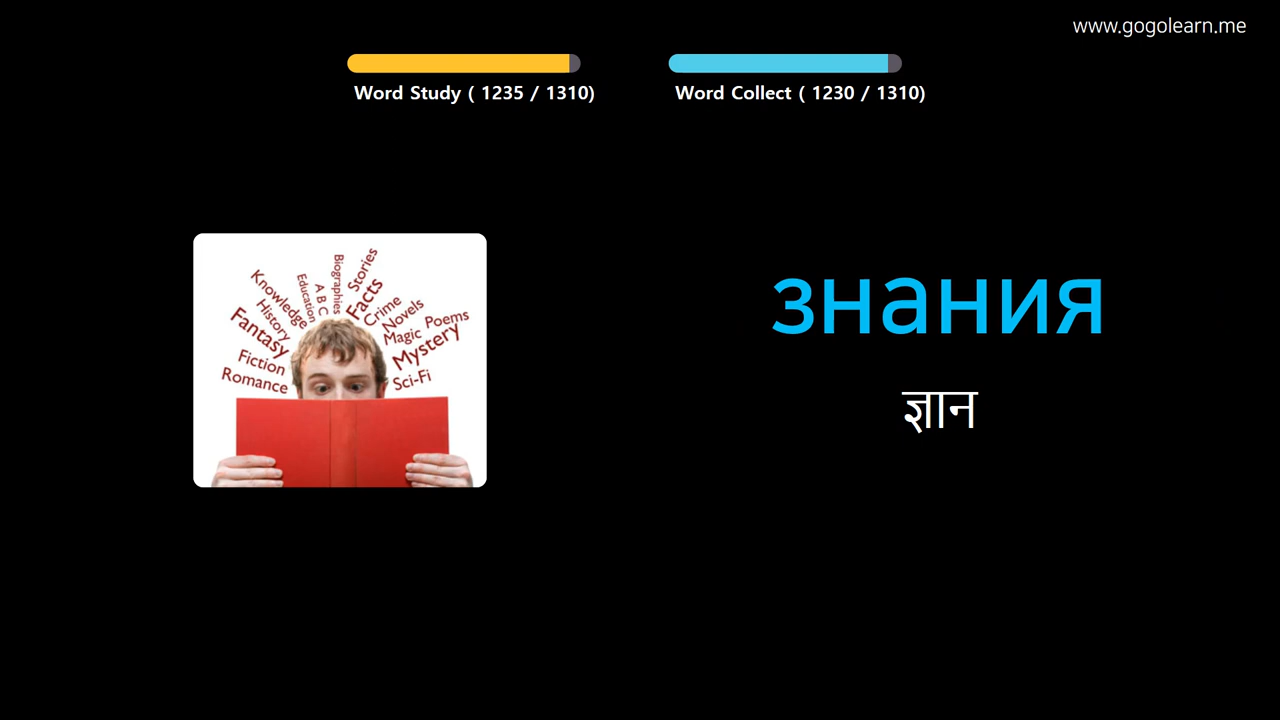 www.gogolearn.me
Word Study ( 1235 / 1310)
Word Collect ( 1230 / 1310)
Knowledge
History
Fantasy
Fiction
Romance
Education
A B C
Biographies
Stories
Facts
Crime
Novels
Magic
Poems
Mystery
Sci-Fi
знания
ज्ञान